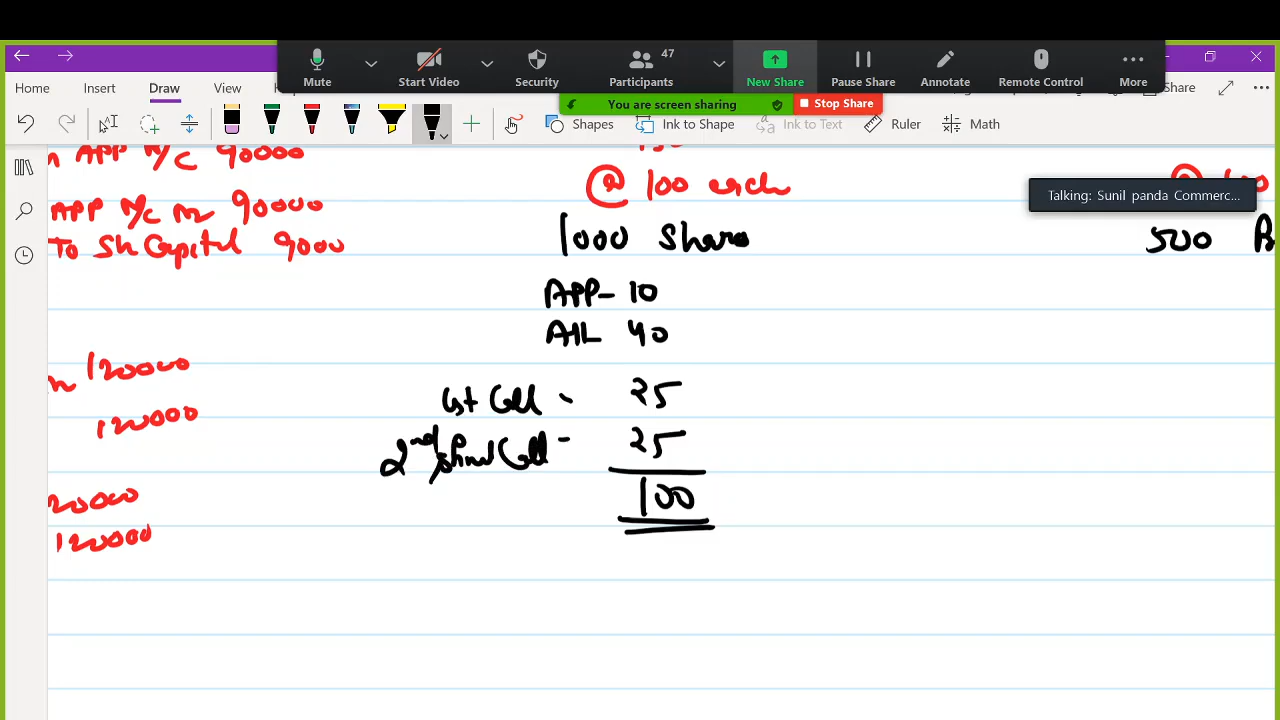 Mute
Start Video
Security
47
Participants
New Share
Pause Share
Annotate
Remote Control
More
You are screen sharing
Stop Share
Home
Insert
Draw
View
Share
Shapes
Ink to Shape
Ink to Text
Ruler
Math
Talking: Sunil panda Commerc...
APP A/C 90000
APP A/C 90000
To Sh Capital 9000
120000
120000
20000
120000
@ 100 each
1000 Share
APP- 10
All 40
1st Call - 25
2nd/Final Call - 25
100
500